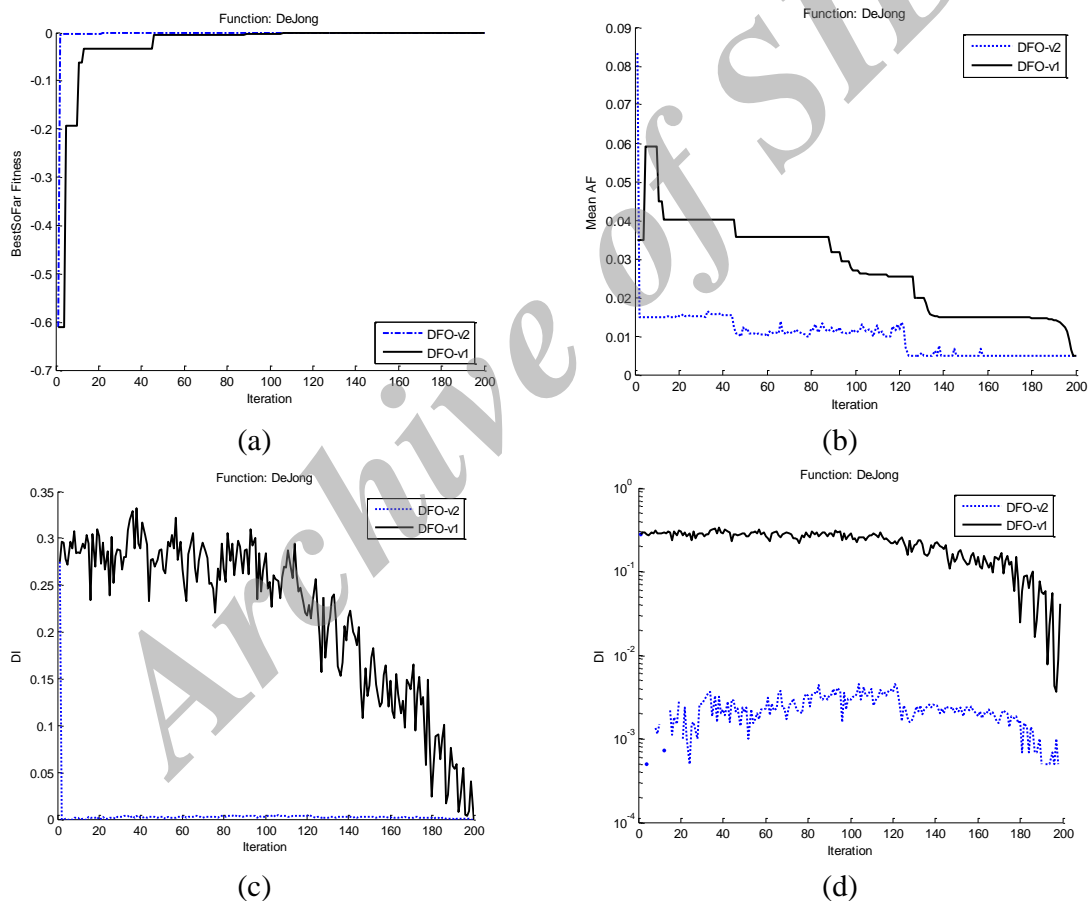 Function: DeJong
0
-0.1
-0.2
-0.3
-0.4
-0.5
-0.6
-0.7
BestSoFar Fitness
DFO-v2
DFO-v1
0 20 40 60 80 100 120 140 160 180 200
Iteration
(a)
Function: DeJong
0.09
0.08
0.07
0.06
0.05
0.04
0.03
0.02
0.01
0
Mean AF
DFO-v2
DFO-v1
0 20 40 60 80 100 120 140 160 180 200
Iteration
(b)
Function: DeJong
0.35
0.3
0.25
0.2
0.15
0.1
0.05
0
DI
DFO-v2
DFO-v1
0 20 40 60 80 100 120 140 160 180 200
Iteration
(c)
Function: DeJong
10^0
10^-1
10^-2
10^-3
10^-4
DI
DFO-v2
DFO-v1
0 20 40 60 80 100 120 140 160 180 200
Iteration
(d)
Archive of